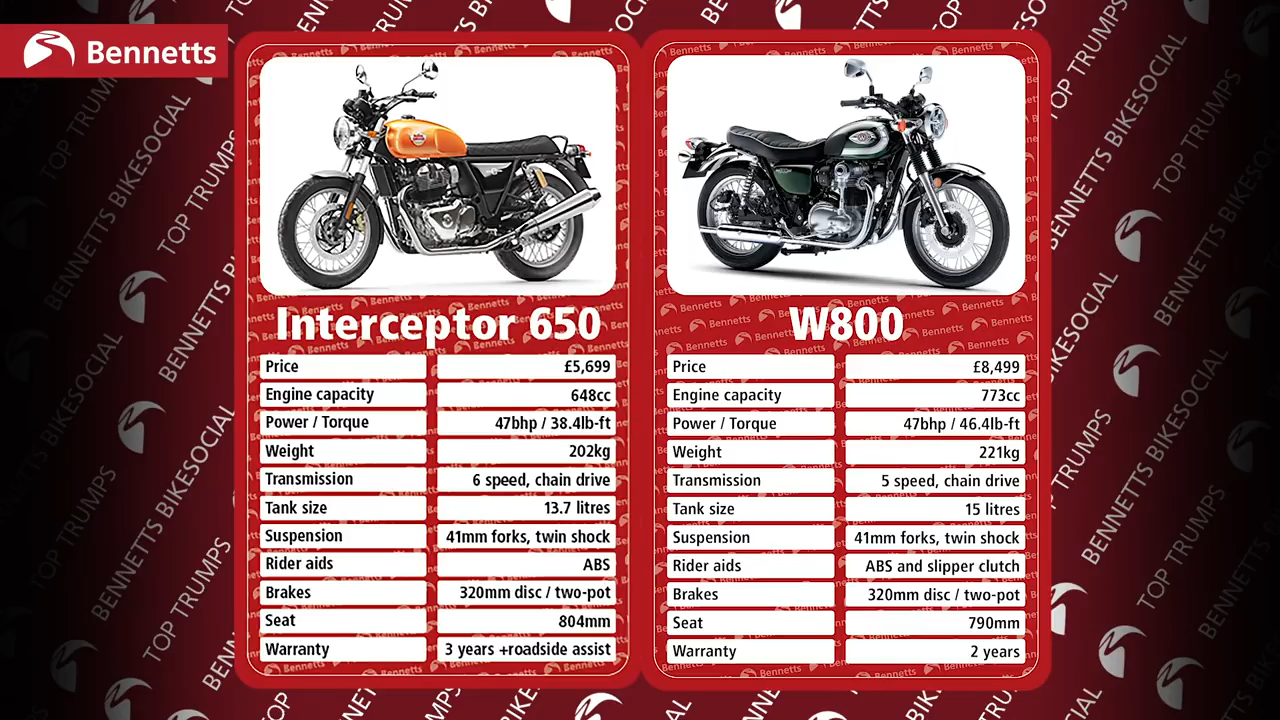 Bennetts
Interceptor 650
Price £5,699
Engine capacity 648cc
Power / Torque 47bhp / 38.4lb-ft
Weight 202kg
Transmission 6 speed, chain drive
Tank size 13.7 litres
Suspension 41mm forks, twin shock
Rider aids ABS
Brakes 320mm disc / two-pot
Seat 804mm
Warranty 3 years +roadside assist
W800
Price £8,499
Engine capacity 773cc
Power / Torque 47bhp / 46.4lb-ft
Weight 221kg
Transmission 5 speed, chain drive
Tank size 15 litres
Suspension 41mm forks, twin shock
Rider aids ABS and slipper clutch
Brakes 320mm disc / two-pot
Seat 790mm
Warranty 2 years
BENNETTS BIKESOCIAL
TOP TRUMPS